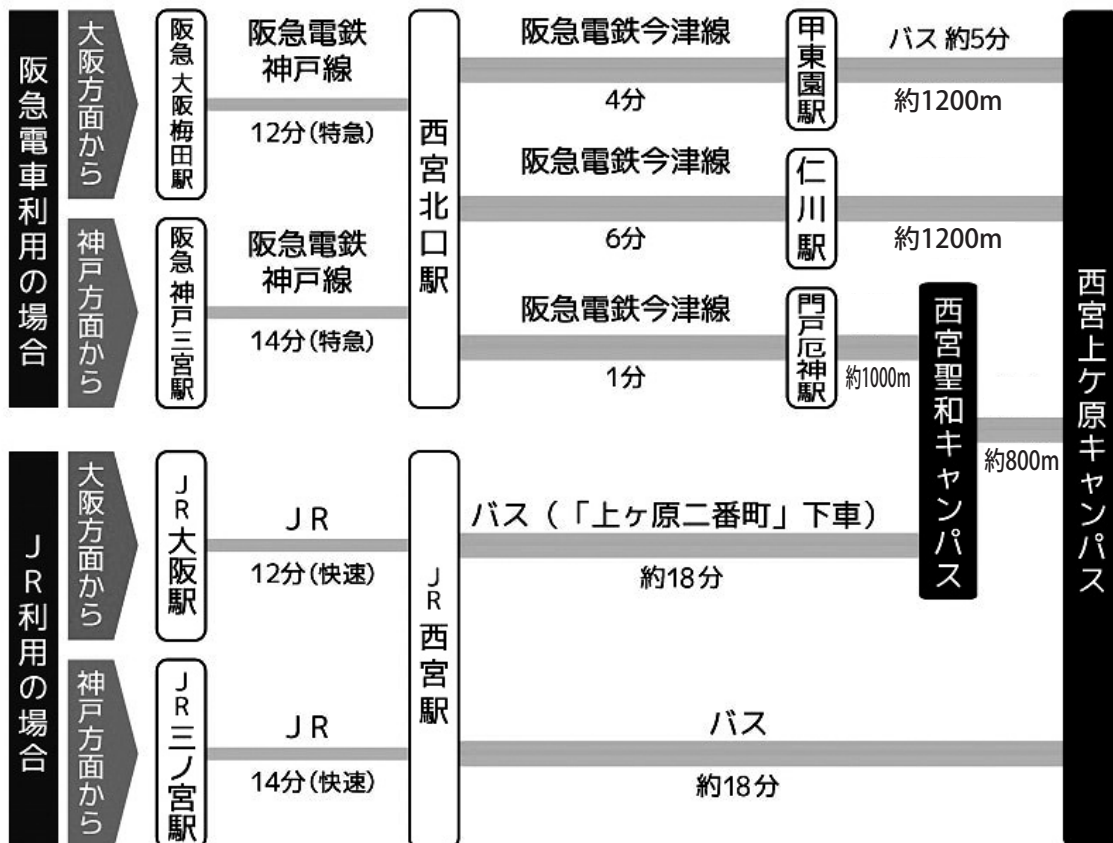 阪急電車利用の場合
大阪方面から
阪急 大阪梅田駅
阪急電鉄
神戸線
12分(特急)
神戸方面から
阪急 神戸三宮駅
阪急電鉄
神戸線
14分(特急)
西宮北口駅
阪急電鉄今津線
4分
甲東園駅
バス 約5分
約1200m
阪急電鉄今津線
6分
仁川駅
約1200m
阪急電鉄今津線
1分
門戸厄神駅
約1000m
西宮聖和キャンパス
約800m
西宮上ケ原キャンパス
JR利用の場合
大阪方面から
JR大阪駅
JR
12分(快速)
神戸方面から
JR三ノ宮駅
JR
14分(快速)
JR 西宮駅
バス(「上ヶ原二番町」下車)
約18分
バス
約18分